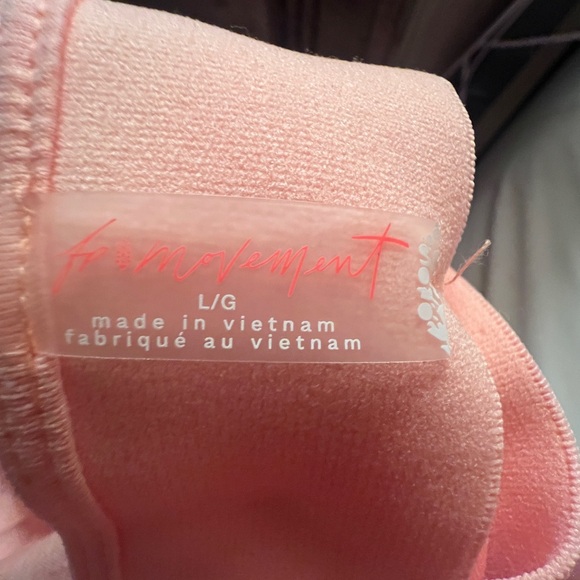 fp movement
L/G
made in vietnam
fabriqué au vietnam